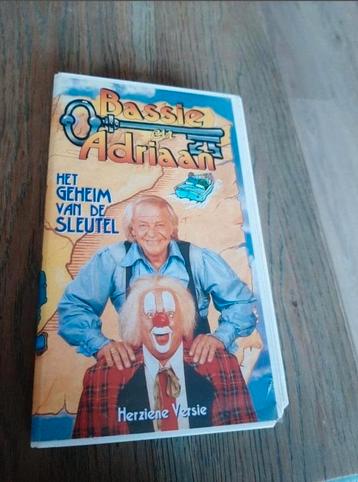 Bassie
en
Adriaan
HET
GEHEIM
VAN DE
SLEUTEL
Herziene Versie